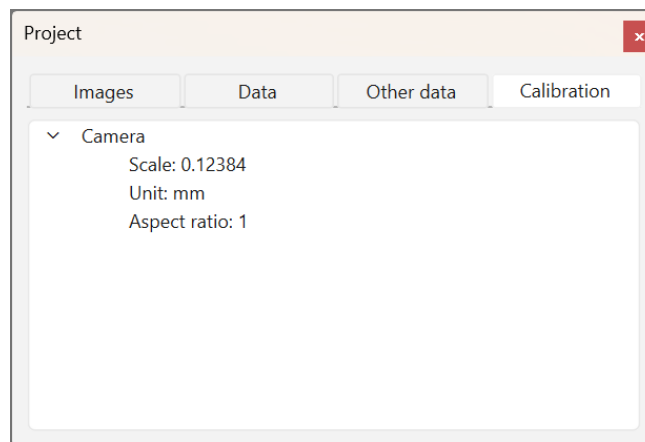 Project
x
Images Data Other data Calibration
Camera
Scale: 0.12384
Unit: mm
Aspect ratio: 1